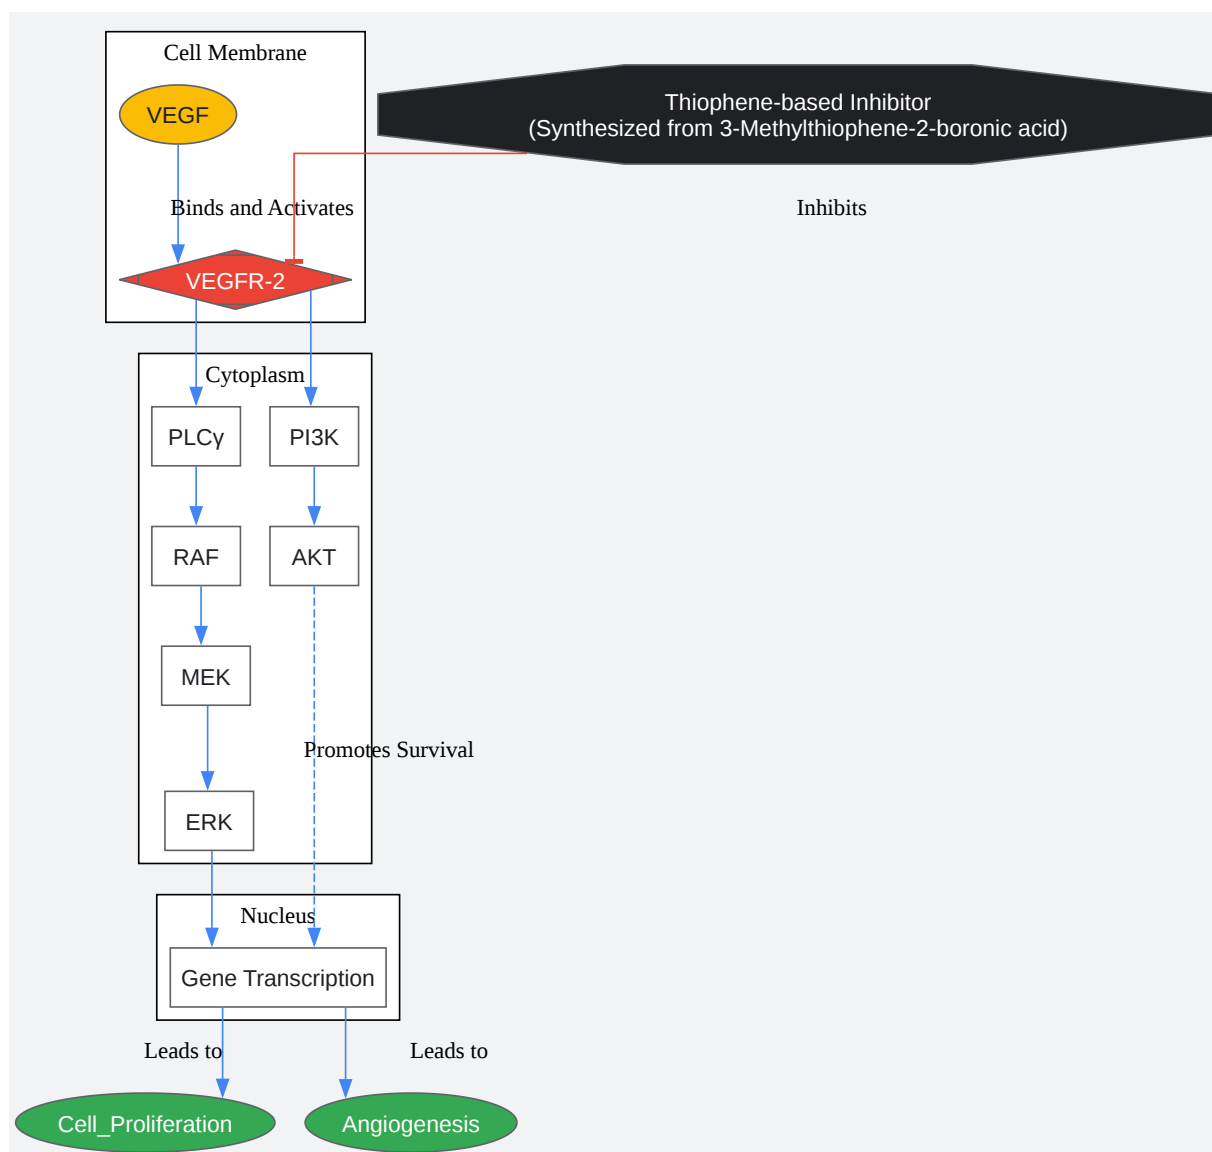 Cell Membrane
VEGF
Thiophene-based Inhibitor
(Synthesized from 3-Methylthiophene-2-boronic acid)
Binds and Activates
Inhibits
VEGFR-2
Cytoplasm
PLCγ
PI3K
RAF
AKT
MEK
Promotes Survival
ERK
Nucleus
Gene Transcription
Leads to
Leads to
Cell_Proliferation
Angiogenesis